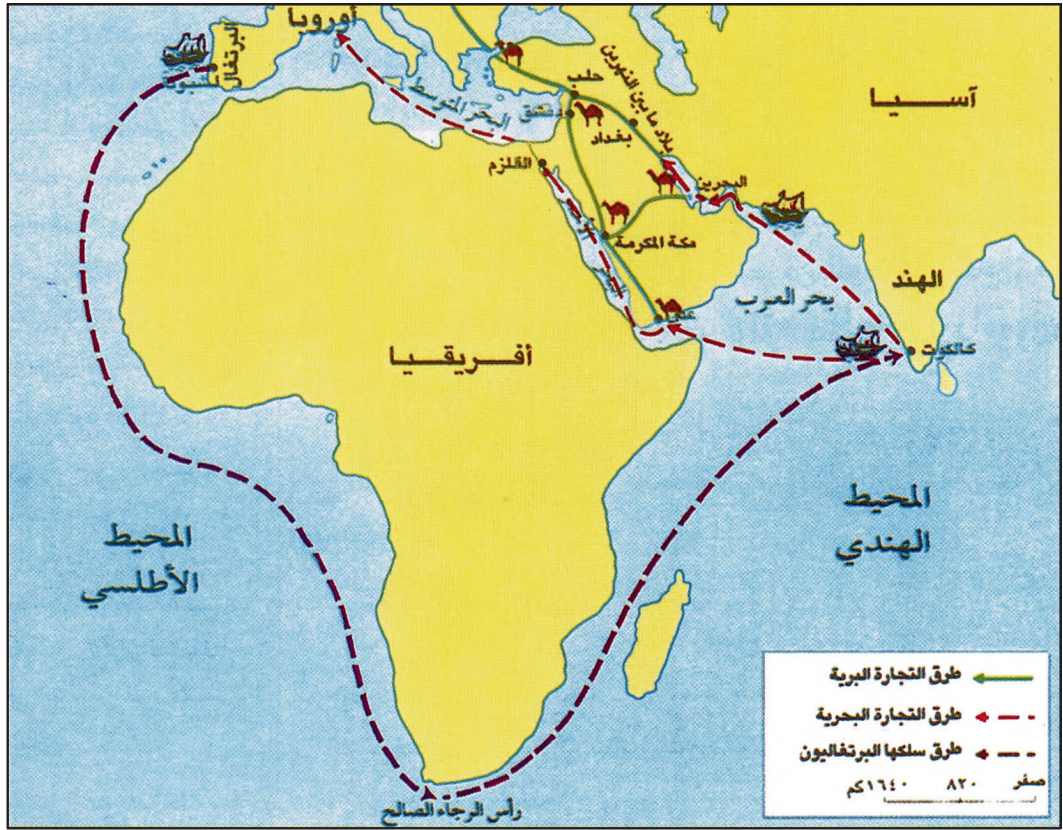 أوروبا
البرتغال
لشبونة
البحر المتوسط
حلب
دمشق
بلاد ما بين النهرين
بغداد
آسـيـا
القلزم
البحرين
مكة المكرمة
البحر
الهند
بحر العرب
عدن
كالكوت
أفـريـقـيـا
المحيط
الهندي
المحيط
الأطلسي
رأس الرجاء الصالح
طرق التجارة البرية
طرق التجارة البحرية
طرق سلكها البرتغاليون
صفر ٨٢٠ ١٦٤٠كم